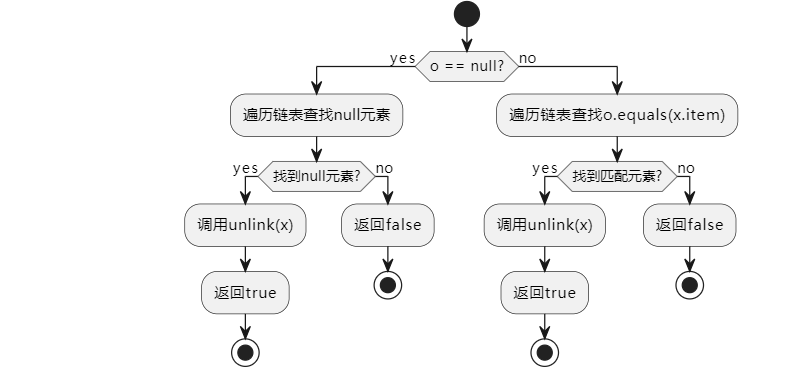 o == null?
yes
no
遍历链表查找null元素
遍历链表查找o.equals(x.item)
找到null元素?
yes
no
找到匹配元素?
yes
no
调用unlink(x)
返回false
调用unlink(x)
返回false
返回true
返回true